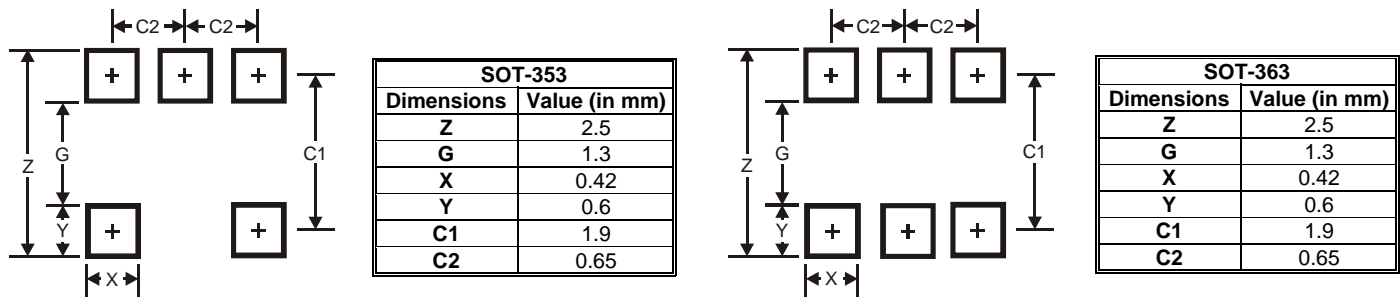 C2 C2
Z
G
Y
X
C1
SOT-353
Dimensions Value (in mm)
Z 2.5
G 1.3
X 0.42
Y 0.6
C1 1.9
C2 0.65
C2 C2
Z
G
Y
X
C1
SOT-363
Dimensions Value (in mm)
Z 2.5
G 1.3
X 0.42
Y 0.6
C1 1.9
C2 0.65